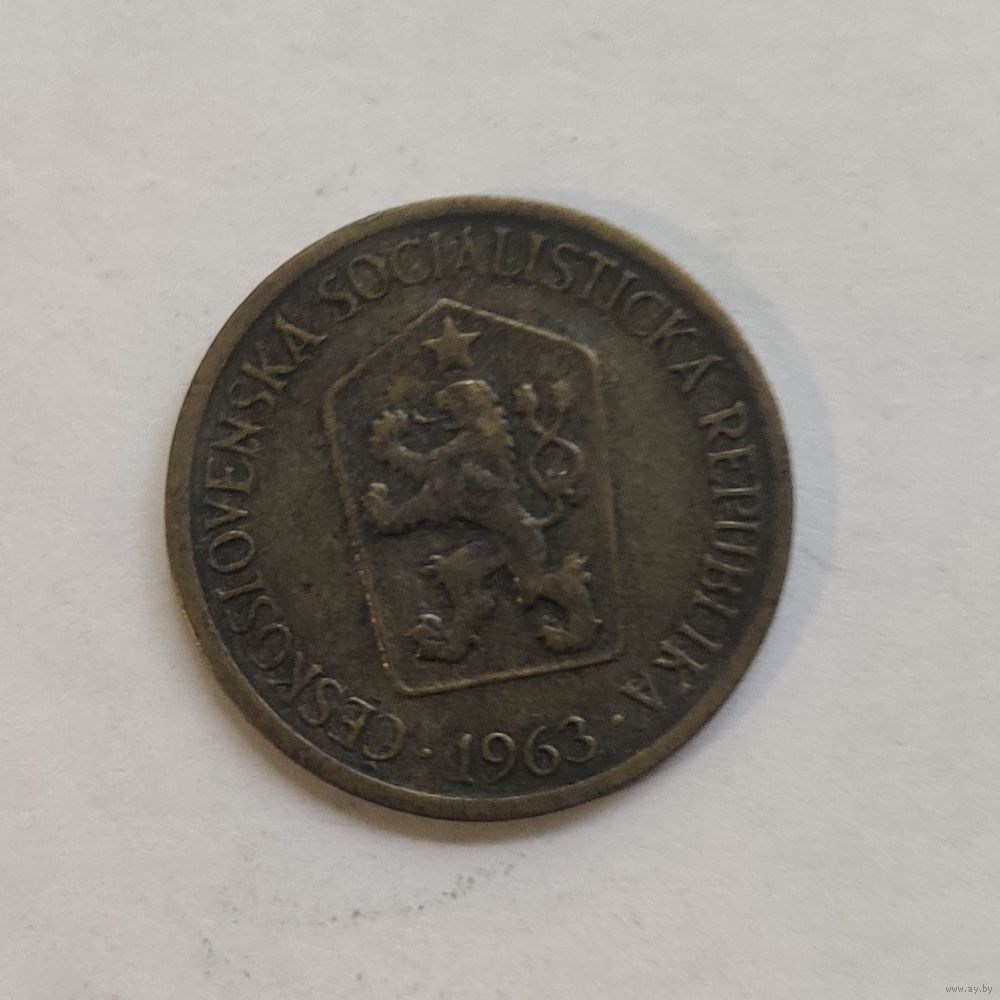 ČESKOSLOVENSKÁ SOCIALISTICKÁ REPUBLIKA
· 1963 ·
www.ay.by